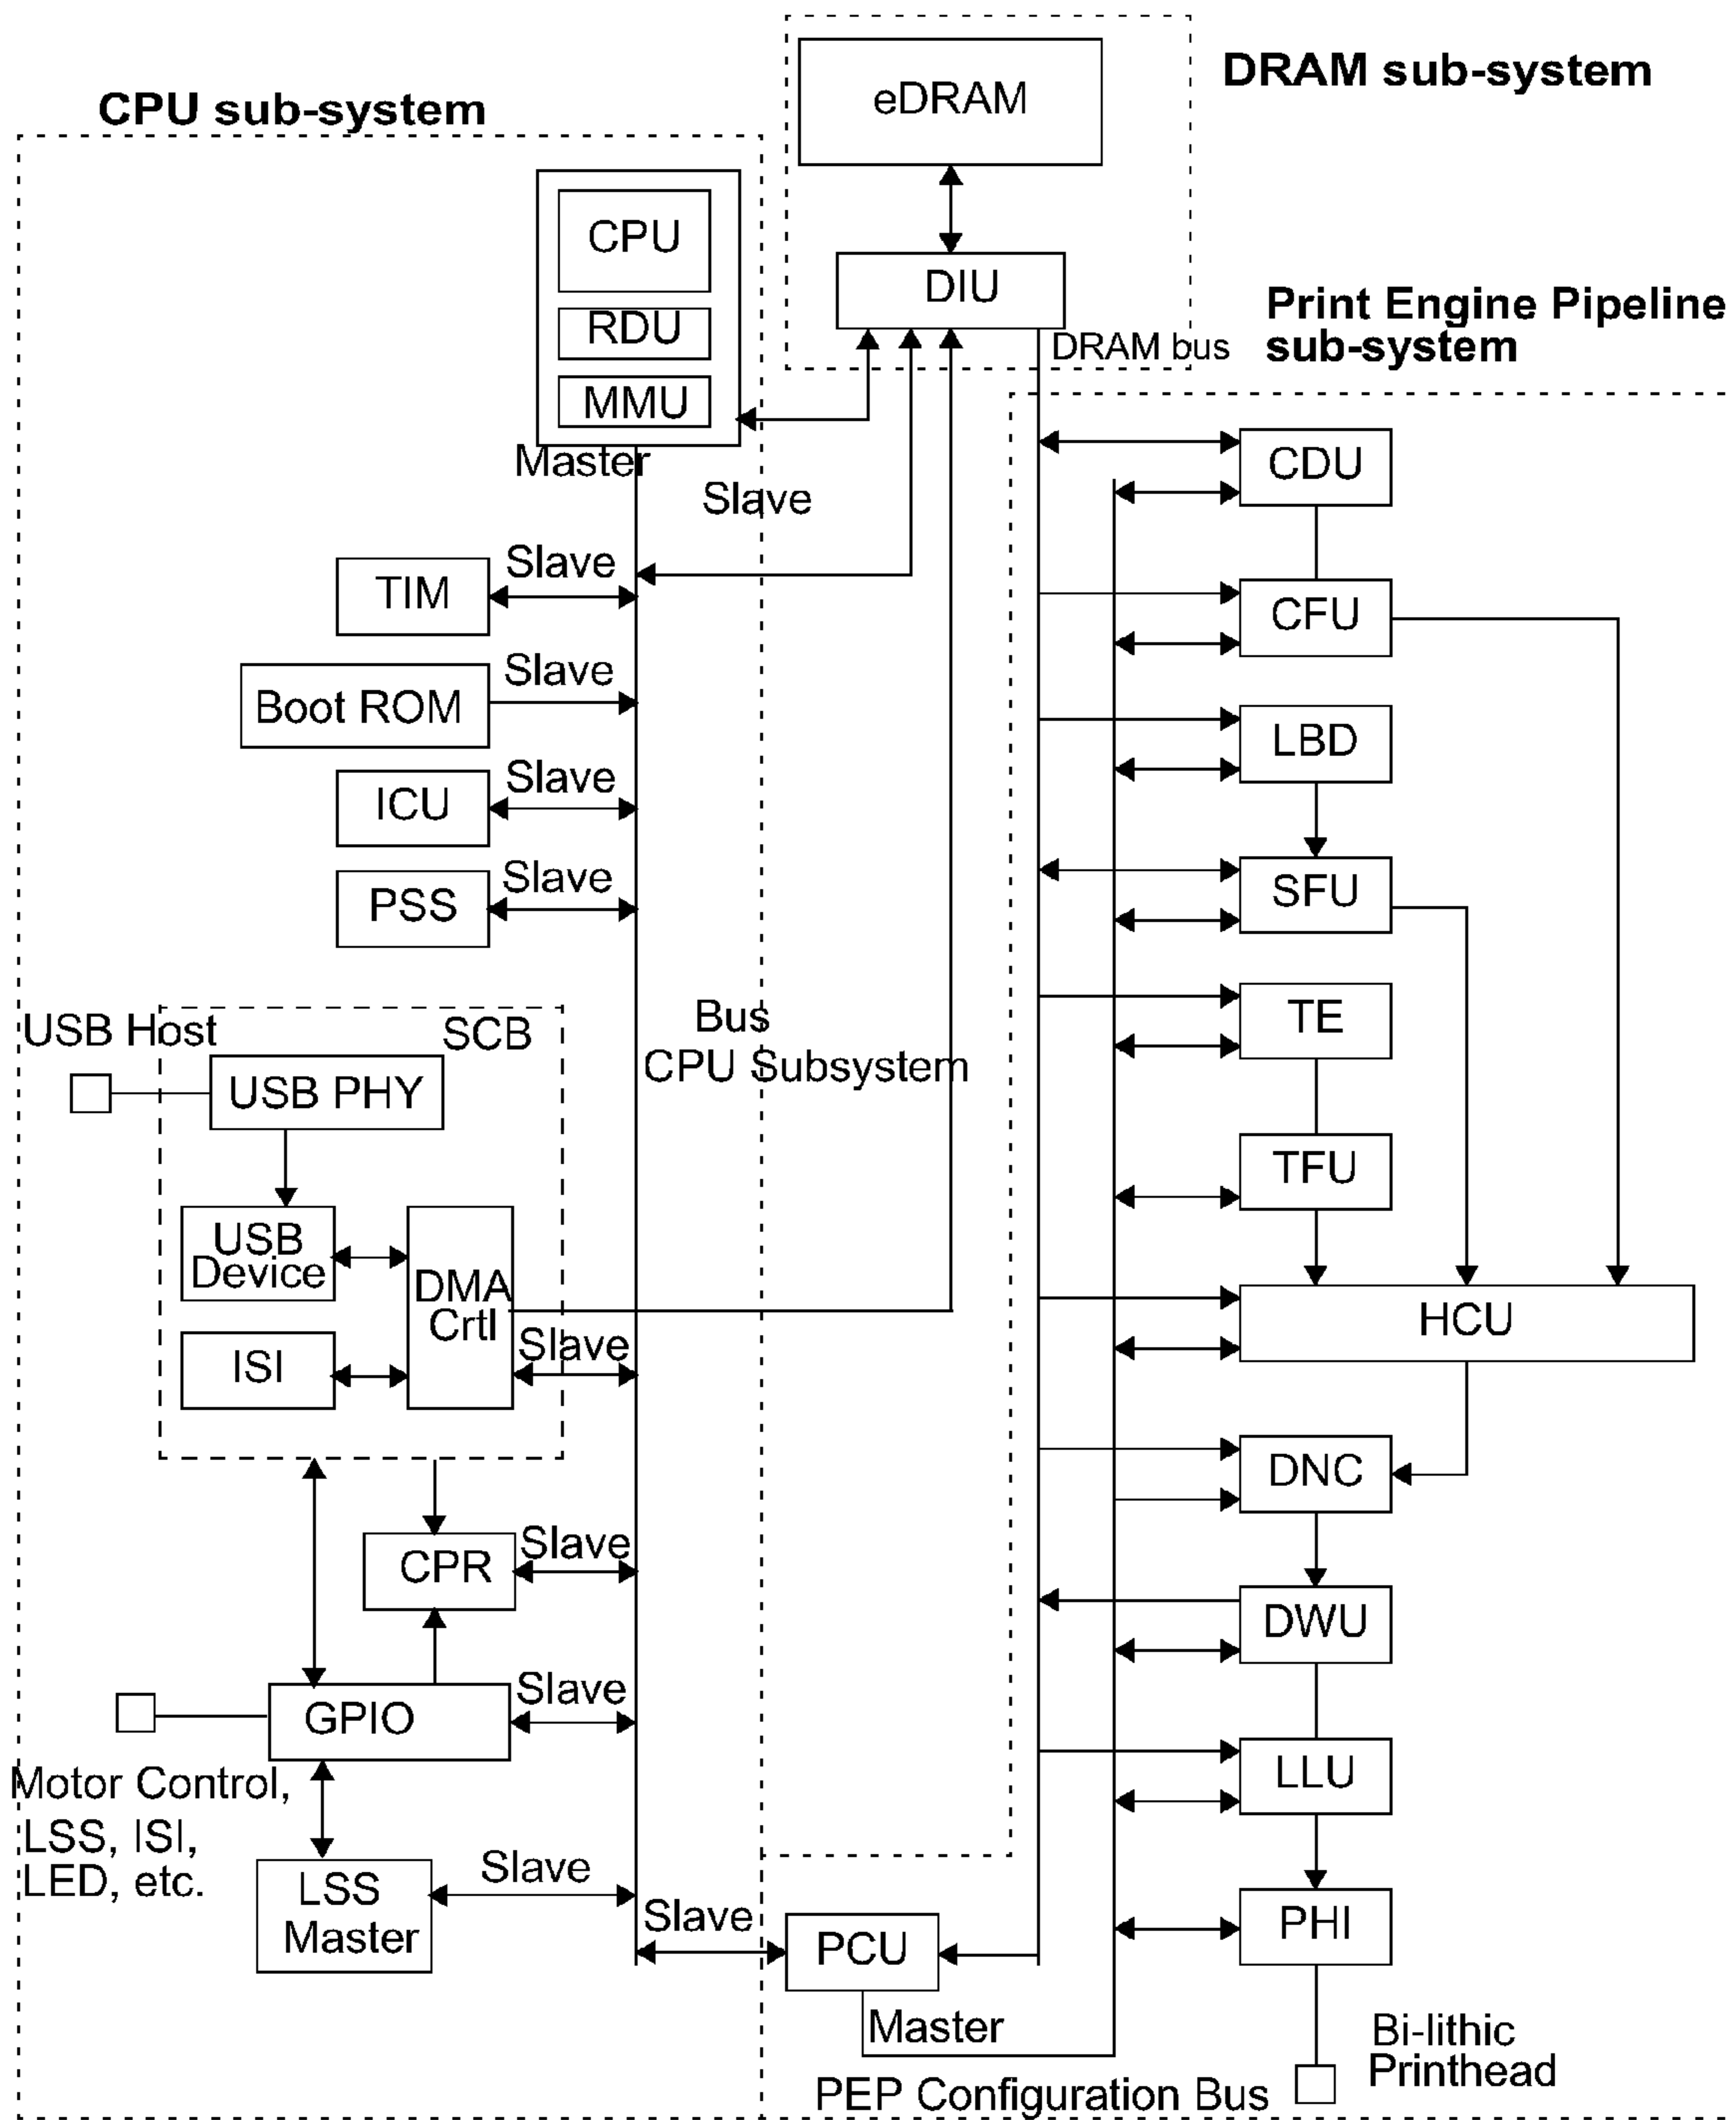 DRAM sub-system
CPU sub-system
eDRAM
CPU
DIU
RDU
Print Engine Pipeline
sub-system
DRAM bus
MMU
Master
CDU
Slave
Slave
TIM
CFU
Slave
Boot ROM
LBD
Slave
ICU
Slave
PSS
SFU
USB Host
SCB
Bus
CPU Subsystem
TE
USB PHY
TFU
USB
Device
DMA
Crtl
HCU
Slave
ISI
DNC
Slave
CPR
DWU
Slave
GPIO
Motor Control,
LSS, ISI,
LED, etc.
LLU
Slave
LSS
Master
Slave
PCU
PHI
Master
Bi-lithic
Printhead
PEP Configuration Bus